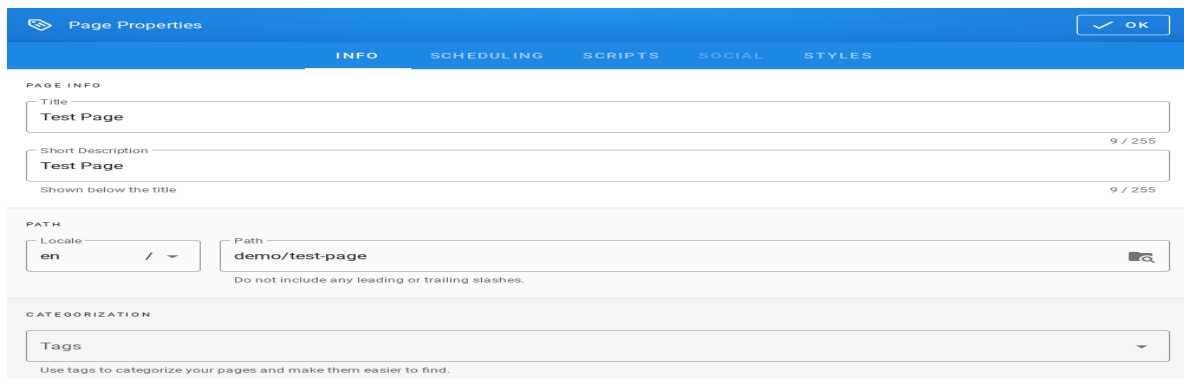 Page Properties
OK
INFO SCHEDULING SCRIPTS SOCIAL STYLES
PAGE INFO
Title
Test Page
9 / 255
Short Description
Test Page
Shown below the title 9 / 255
PATH
Locale Path
en / demo/test-page
Do not include any leading or trailing slashes.
CATEGORIZATION
Tags
Use tags to categorize your pages and make them easier to find.